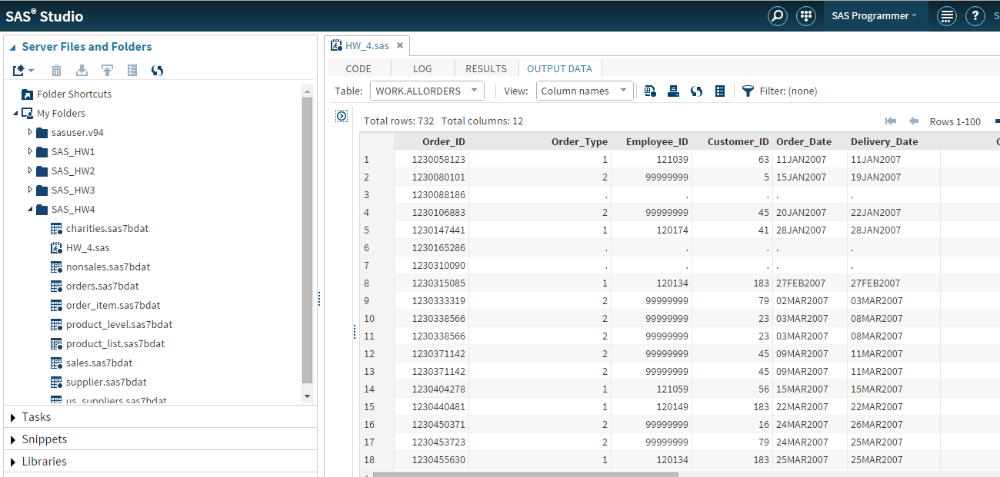 SAS® Studio
SAS Programmer
?
S
Server Files and Folders
Folder Shortcuts
My Folders
sasuser.v94
SAS_HW1
SAS_HW2
SAS_HW3
SAS_HW4
charities.sas7bdat
HW_4.sas
nonsales.sas7bdat
orders.sas7bdat
order_item.sas7bdat
product_level.sas7bdat
product_list.sas7bdat
sales.sas7bdat
supplier.sas7bdat
us_suppliers.sas7bdat
Tasks
Snippets
Libraries
HW_4.sas ×
CODE LOG RESULTS OUTPUT DATA
Table: WORK.ALLORDERS View: Column names Filter: (none)
Total rows: 732 Total columns: 12 Rows 1-100
Order_ID Order_Type Employee_ID Customer_ID Order_Date Delivery_Date
1 1230058123 1 121039 63 11JAN2007 11JAN2007
2 1230080101 2 99999999 5 15JAN2007 19JAN2007
3 1230088186 . . . . .
4 1230106883 2 99999999 45 20JAN2007 22JAN2007
5 1230147441 1 120174 41 28JAN2007 28JAN2007
6 1230165286 . . . . .
7 1230310090 . . . . .
8 1230315085 1 120134 183 27FEB2007 27FEB2007
9 1230333319 2 99999999 79 02MAR2007 03MAR2007
10 1230338566 2 99999999 23 03MAR2007 08MAR2007
11 1230338566 2 99999999 23 03MAR2007 08MAR2007
12 1230371142 2 99999999 45 09MAR2007 11MAR2007
13 1230371142 2 99999999 45 09MAR2007 11MAR2007
14 1230404278 1 121059 56 15MAR2007 15MAR2007
15 1230440481 1 120149 183 22MAR2007 22MAR2007
16 1230450371 2 99999999 16 24MAR2007 26MAR2007
17 1230453723 2 99999999 79 24MAR2007 25MAR2007
18 1230455630 1 120134 183 25MAR2007 25MAR2007